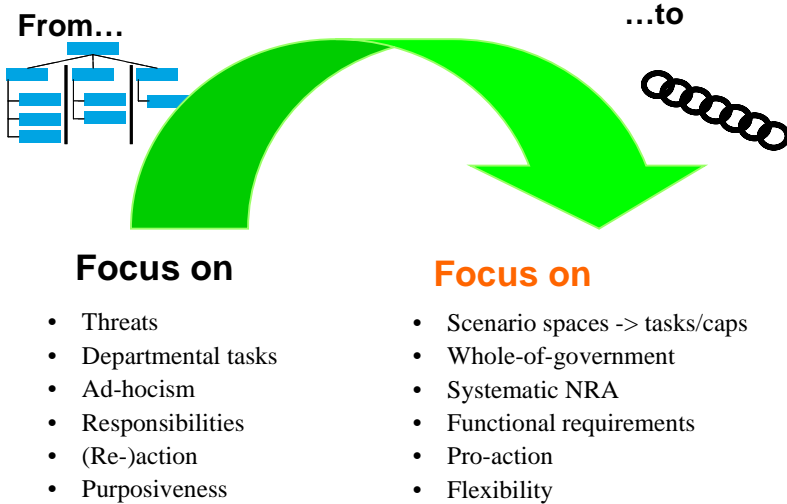 From…
…to
Focus on
• Threats
• Departmental tasks
• Ad-hocism
• Responsibilities
• (Re-)action
• Purposiveness
Focus on
• Scenario spaces -> tasks/caps
• Whole-of-government
• Systematic NRA
• Functional requirements
• Pro-action
• Flexibility